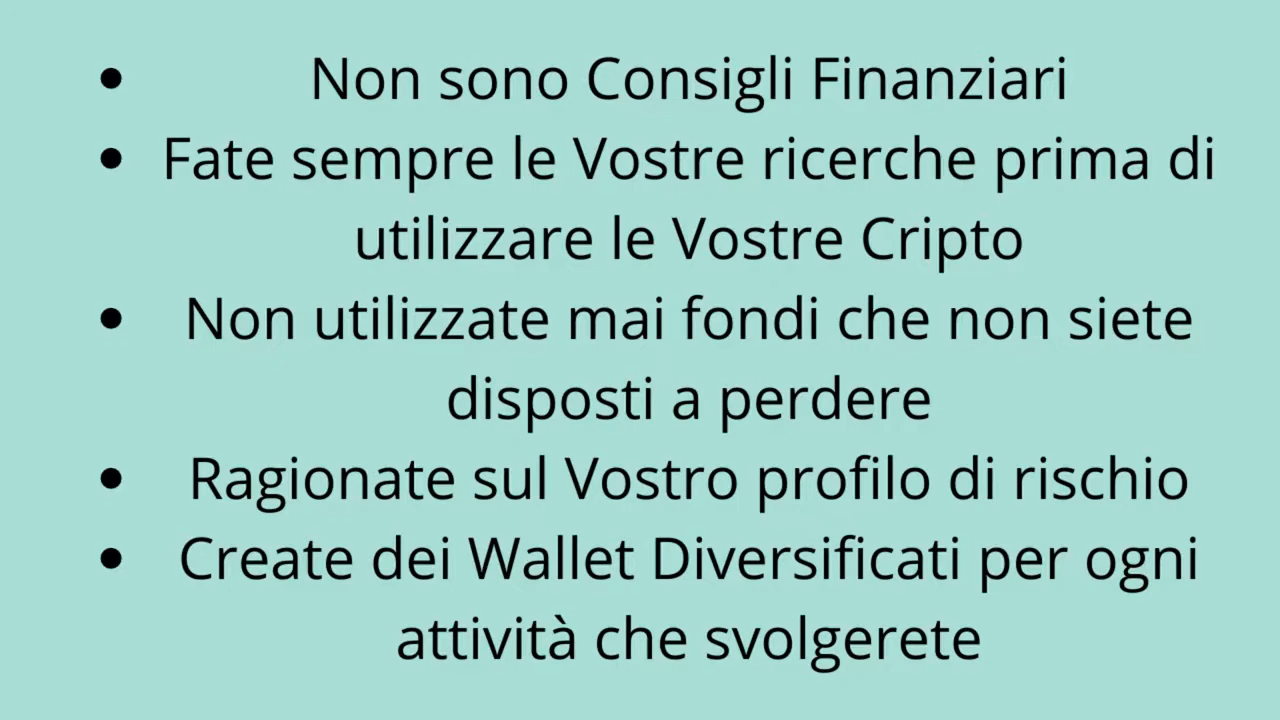 • Non sono Consigli Finanziari
• Fate sempre le Vostre ricerche prima di
utilizzare le Vostre Cripto
• Non utilizzate mai fondi che non siete
disposti a perdere
• Ragionate sul Vostro profilo di rischio
• Create dei Wallet Diversificati per ogni
attività che svolgerete